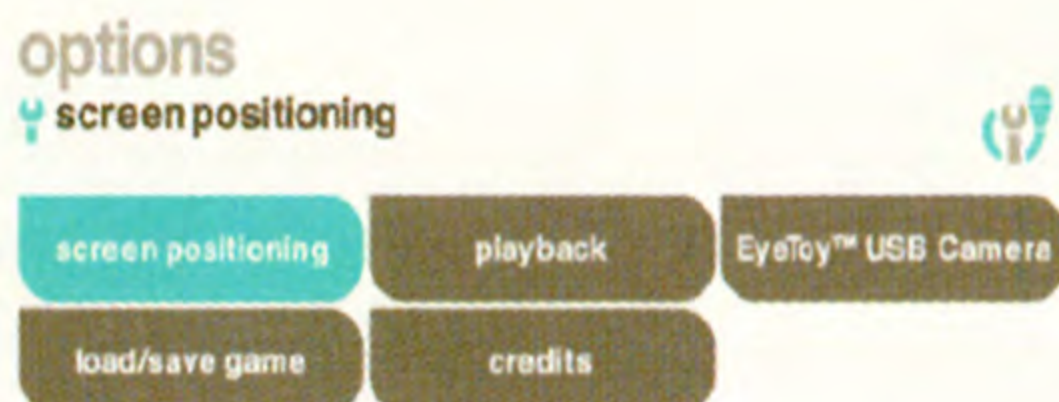 options
screen positioning
screen positioning
playback
EyeToy™ USB Camera
load/save game
credits